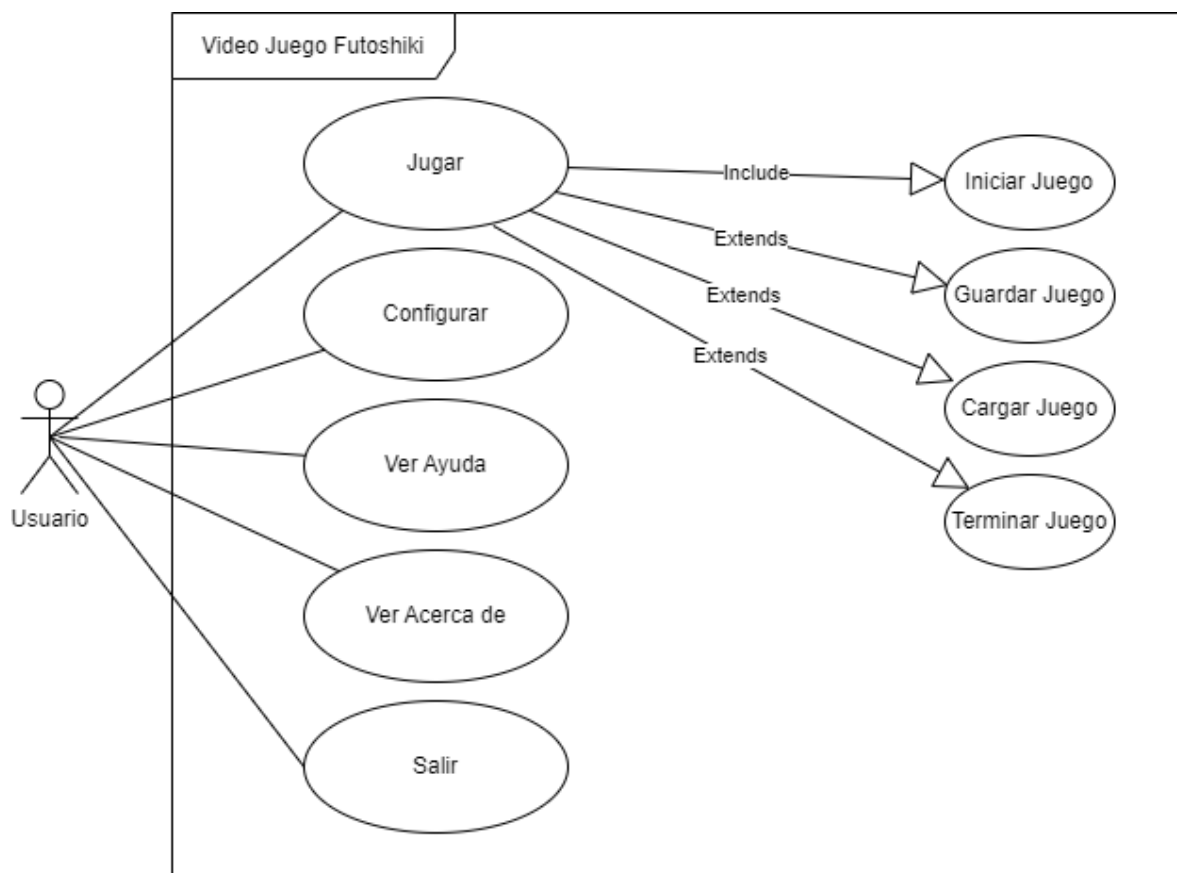 Video Juego Futoshiki
Jugar
Include
Iniciar Juego
Extends
Guardar Juego
Configurar
Extends
Cargar Juego
Extends
Ver Ayuda
Terminar Juego
Usuario
Ver Acerca de
Salir